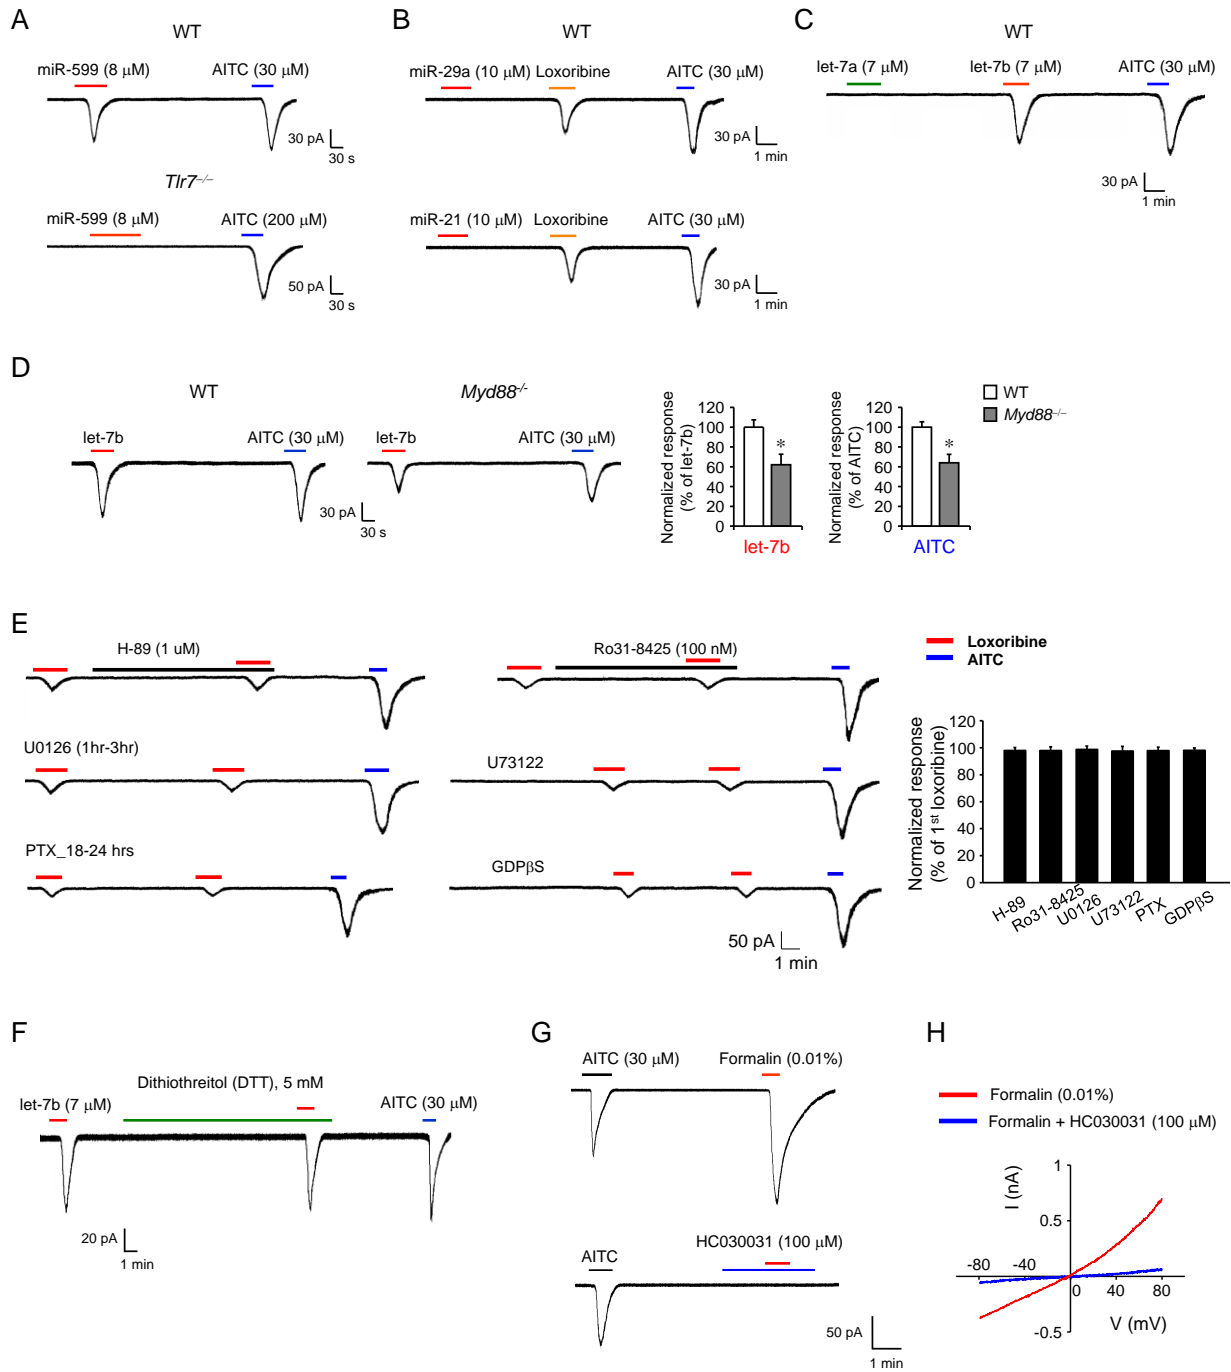 A
WT
miR-599 (8 μM)
AITC (30 μM)
30 pA
30 s
Tlr7–/–
miR-599 (8 μM)
AITC (200 μM)
50 pA
30 s
B
WT
miR-29a (10 μM)
Loxoribine
AITC (30 μM)
30 pA
1 min
miR-21 (10 μM)
Loxoribine
AITC (30 μM)
30 pA
1 min
C
WT
let-7a (7 μM)
let-7b (7 μM)
AITC (30 μM)
30 pA
1 min
D
WT
let-7b
AITC (30 μM)
30 pA
30 s
Myd88-/-
let-7b
AITC (30 μM)
Normalized response
(% of let-7b)
120
100
80
60
40
20
0
*
let-7b
Normalized response
(% of AITC)
120
100
80
60
40
20
0
*
AITC
WT
Myd88–/–
E
H-89 (1 uM)
Ro31-8425 (100 nM)
U0126 (1hr-3hr)
U73122
PTX_18-24 hrs
GDPβS
50 pA
1 min
Loxoribine
AITC
Normalized response
(% of 1st loxoribine)
120
100
80
60
40
20
0
H-89
Ro31-8425
U0126
U73122
PTX
GDPβS
F
let-7b (7 μM)
Dithiothreitol (DTT), 5 mM
AITC (30 μM)
20 pA
1 min
G
AITC (30 μM)
Formalin (0.01%)
AITC
HC030031 (100 μM)
50 pA
1 min
H
Formalin (0.01%)
Formalin + HC030031 (100 μM)
I (nA)
1
0.5
-80
-40
0
40
80
-0.5
V (mV)